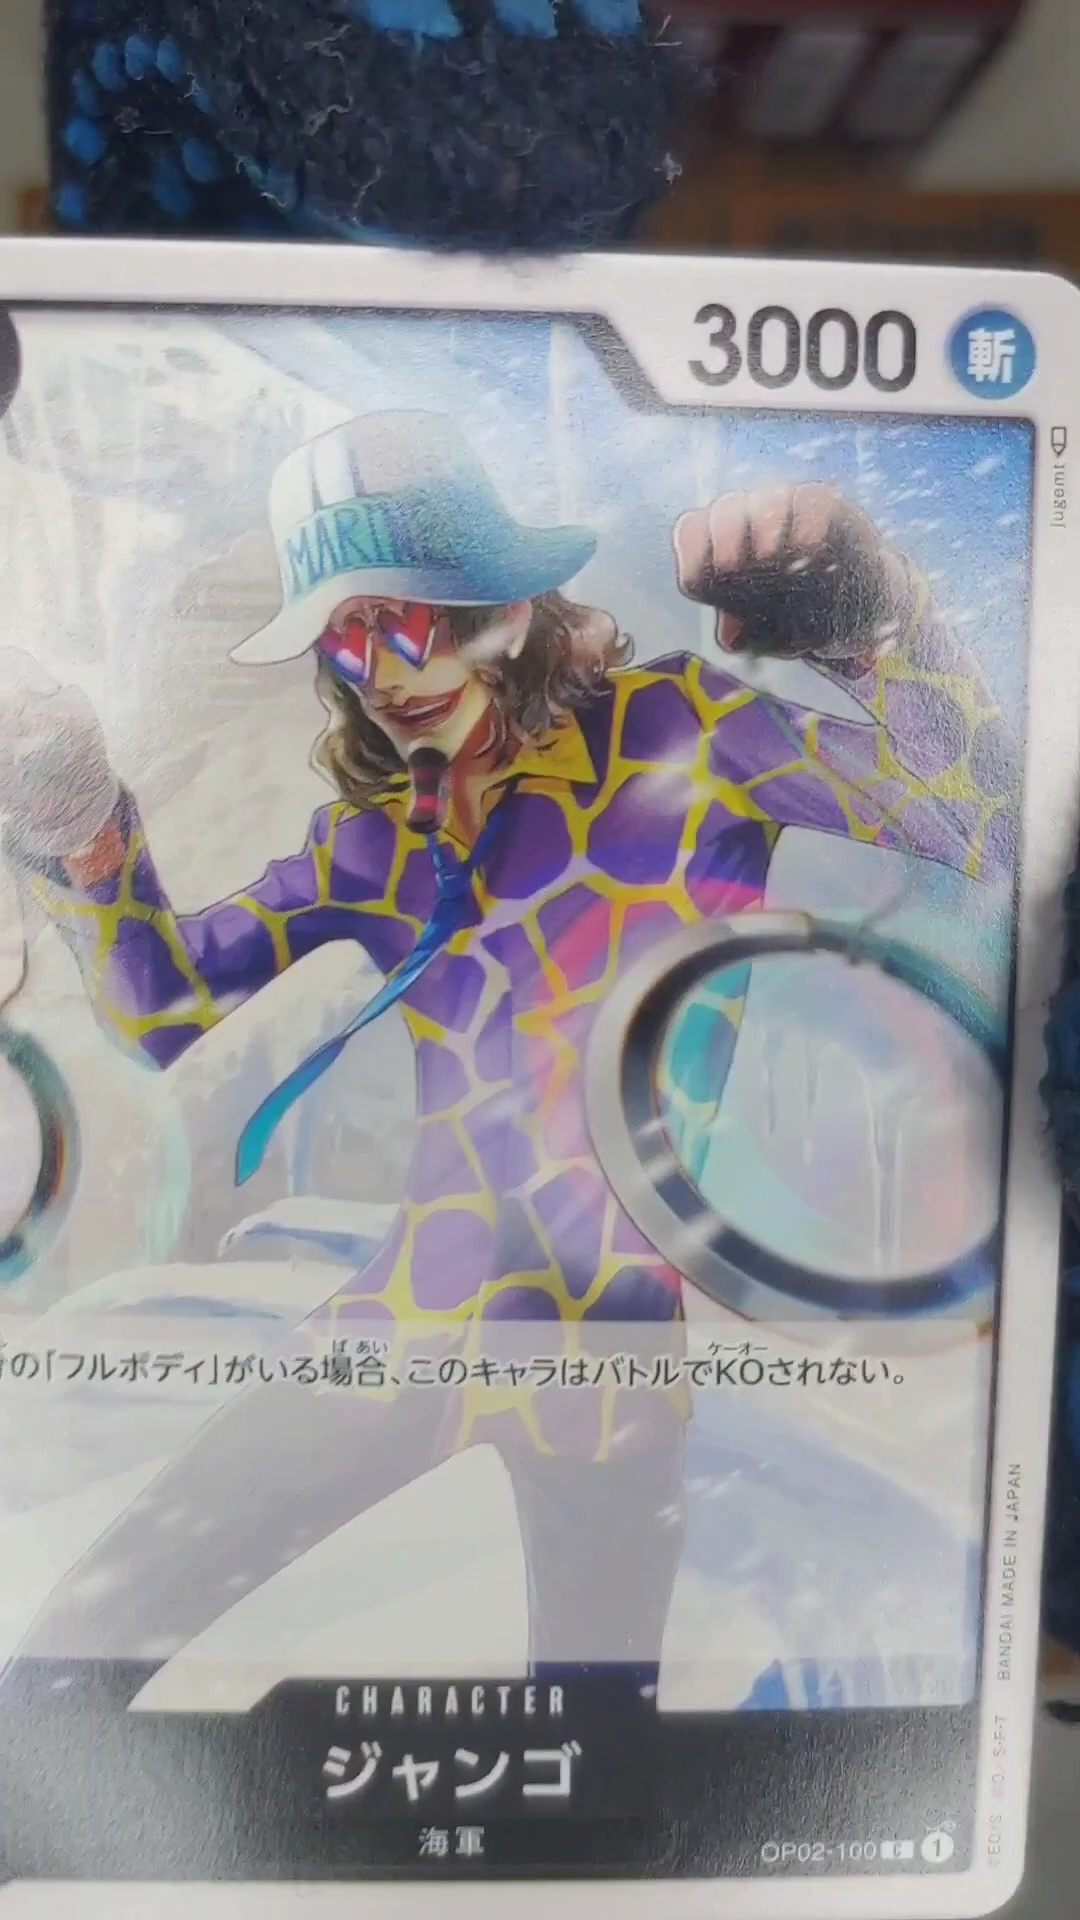 3000
斬
jugemt
MARI
の「フルボディ」がいる場合、このキャラはバトルでKOされない。
ば あい
ケーオー
CHARACTER
ジャンゴ
海軍
OP02-100 C 1
BANDAI MADE IN JAPAN
©EO/S ©O/ S·F·T